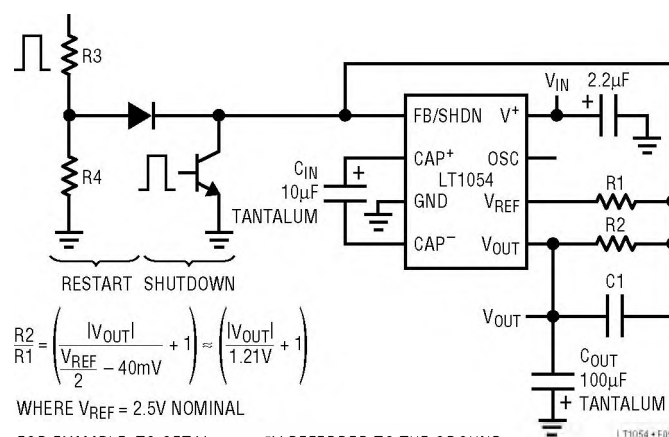 R3
R4
RESTART SHUTDOWN
C_IN
10µF
TANTALUM
FB/SHDN V⁺
CAP⁺ OSC
LT1054
GND V_REF
CAP⁻ V_OUT
V_IN
2.2µF
R1
R2
C1
V_OUT
C_OUT
100µF
TANTALUM
R2/R1 = (|V_OUT| / (V_REF/2 – 40mV) + 1) ≈ (|V_OUT| / 1.21V + 1)
WHERE V_REF = 2.5V NOMINAL